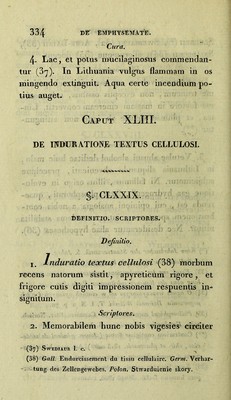 334 DE EMPHYSEMATE.
Cura.
4. Lac, et potus mucilaginosus commendan-
tur (37). In Lithuania vulgus flammam in os
mingendo extinguit. Aqua certe incendium po-
tius auget.
CAPUT XLIII.
DE INDURATIONE TEXTUS CELLULOSI.
§. CLXXIX.
DEFINITIO. SCRIPTORES.
Definitio.
1. Induratio textus cellulosi (38) morbum
recens natorum sistit, apyreticum rigore, et
frigore cutis digiti impressionem respuentis in-
signitum.
Scriptores.
2. Memorabilem hunc nobis vigesies circiter
(37) SWEDIAUR l. c.
(38) Gall. Endurcissement du tissu cellulaire. Germ. Verhar-
tung des Zellengewebes. Polon. Stwardnienie skory.